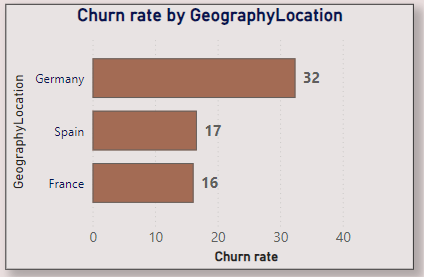 Churn rate by GeographyLocation
GeographyLocation
Germany 32
Spain 17
France 16
0 10 20 30 40
Churn rate